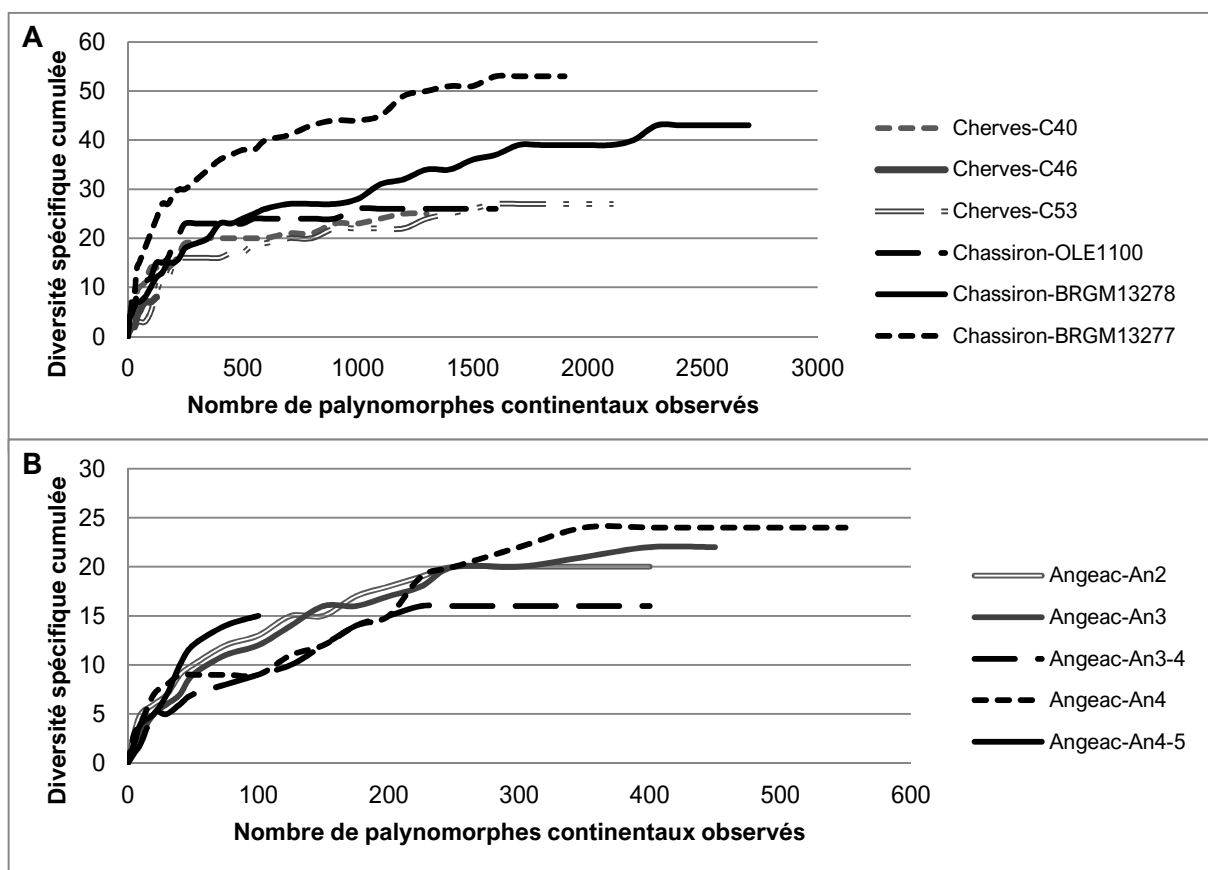 A
Diversité spécifique cumulée
60
50
40
30
20
10
0
0 500 1000 1500 2000 2500 3000
Nombre de palynomorphes continentaux observés
Cherves-C40
Cherves-C46
Cherves-C53
Chassiron-OLE1100
Chassiron-BRGM13278
Chassiron-BRGM13277
B
Diversité spécifique cumulée
30
25
20
15
10
5
0
0 100 200 300 400 500 600
Nombre de palynomorphes continentaux observés
Angeac-An2
Angeac-An3
Angeac-An3-4
Angeac-An4
Angeac-An4-5